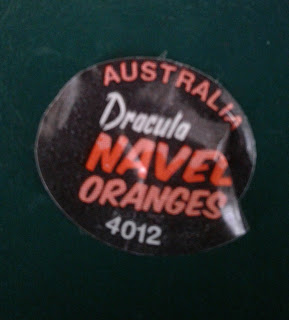 AUSTRALIA
Dracula
NAVEL
ORANGES
4012